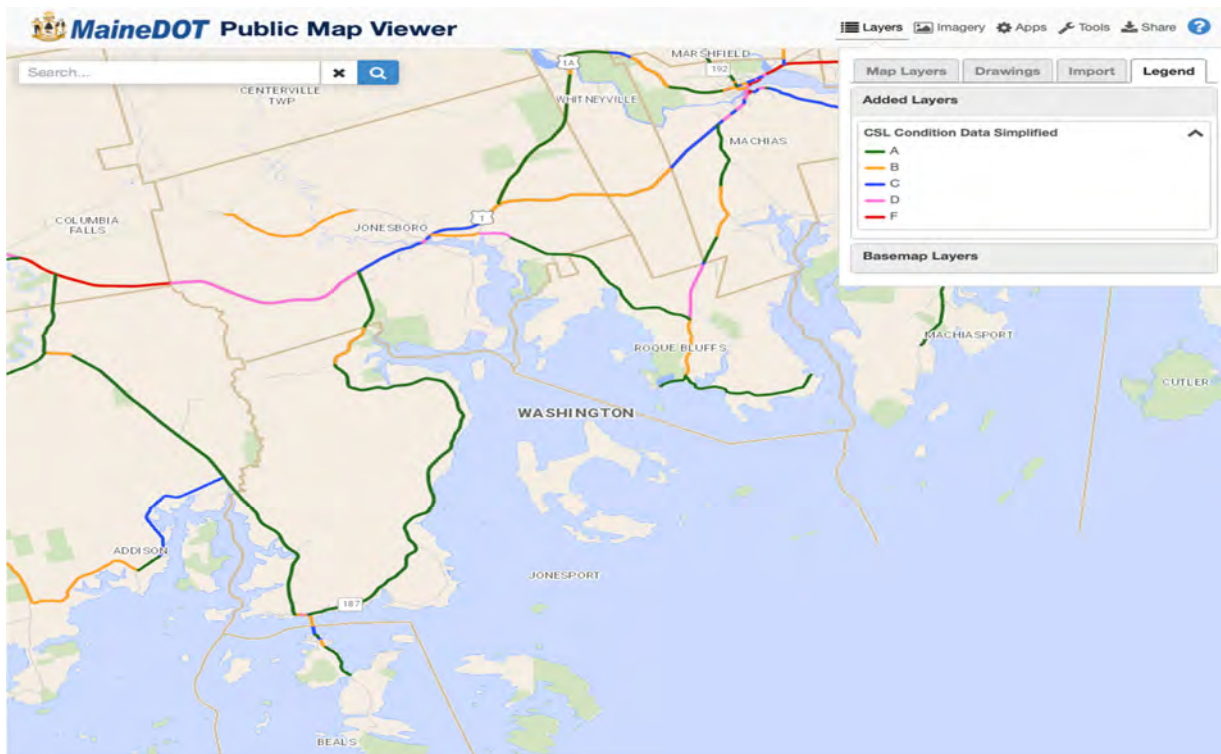 MaineDOT Public Map Viewer
Layers Imagery Apps Tools Share ?
Search...
Map Layers Drawings Import Legend
Added Layers
CSL Condition Data Simplified
A
B
C
D
F
Basemap Layers
MARSHFIELD
1A
192
CENTERVILLE
TWP
WHITNEYVILLE
MACHIAS
COLUMBIA
FALLS
JONESBORO
1
MACHIASPORT
ROQUE BLUFFS
CUTLER
WASHINGTON
ADDISON
JONESPORT
187
BEALS